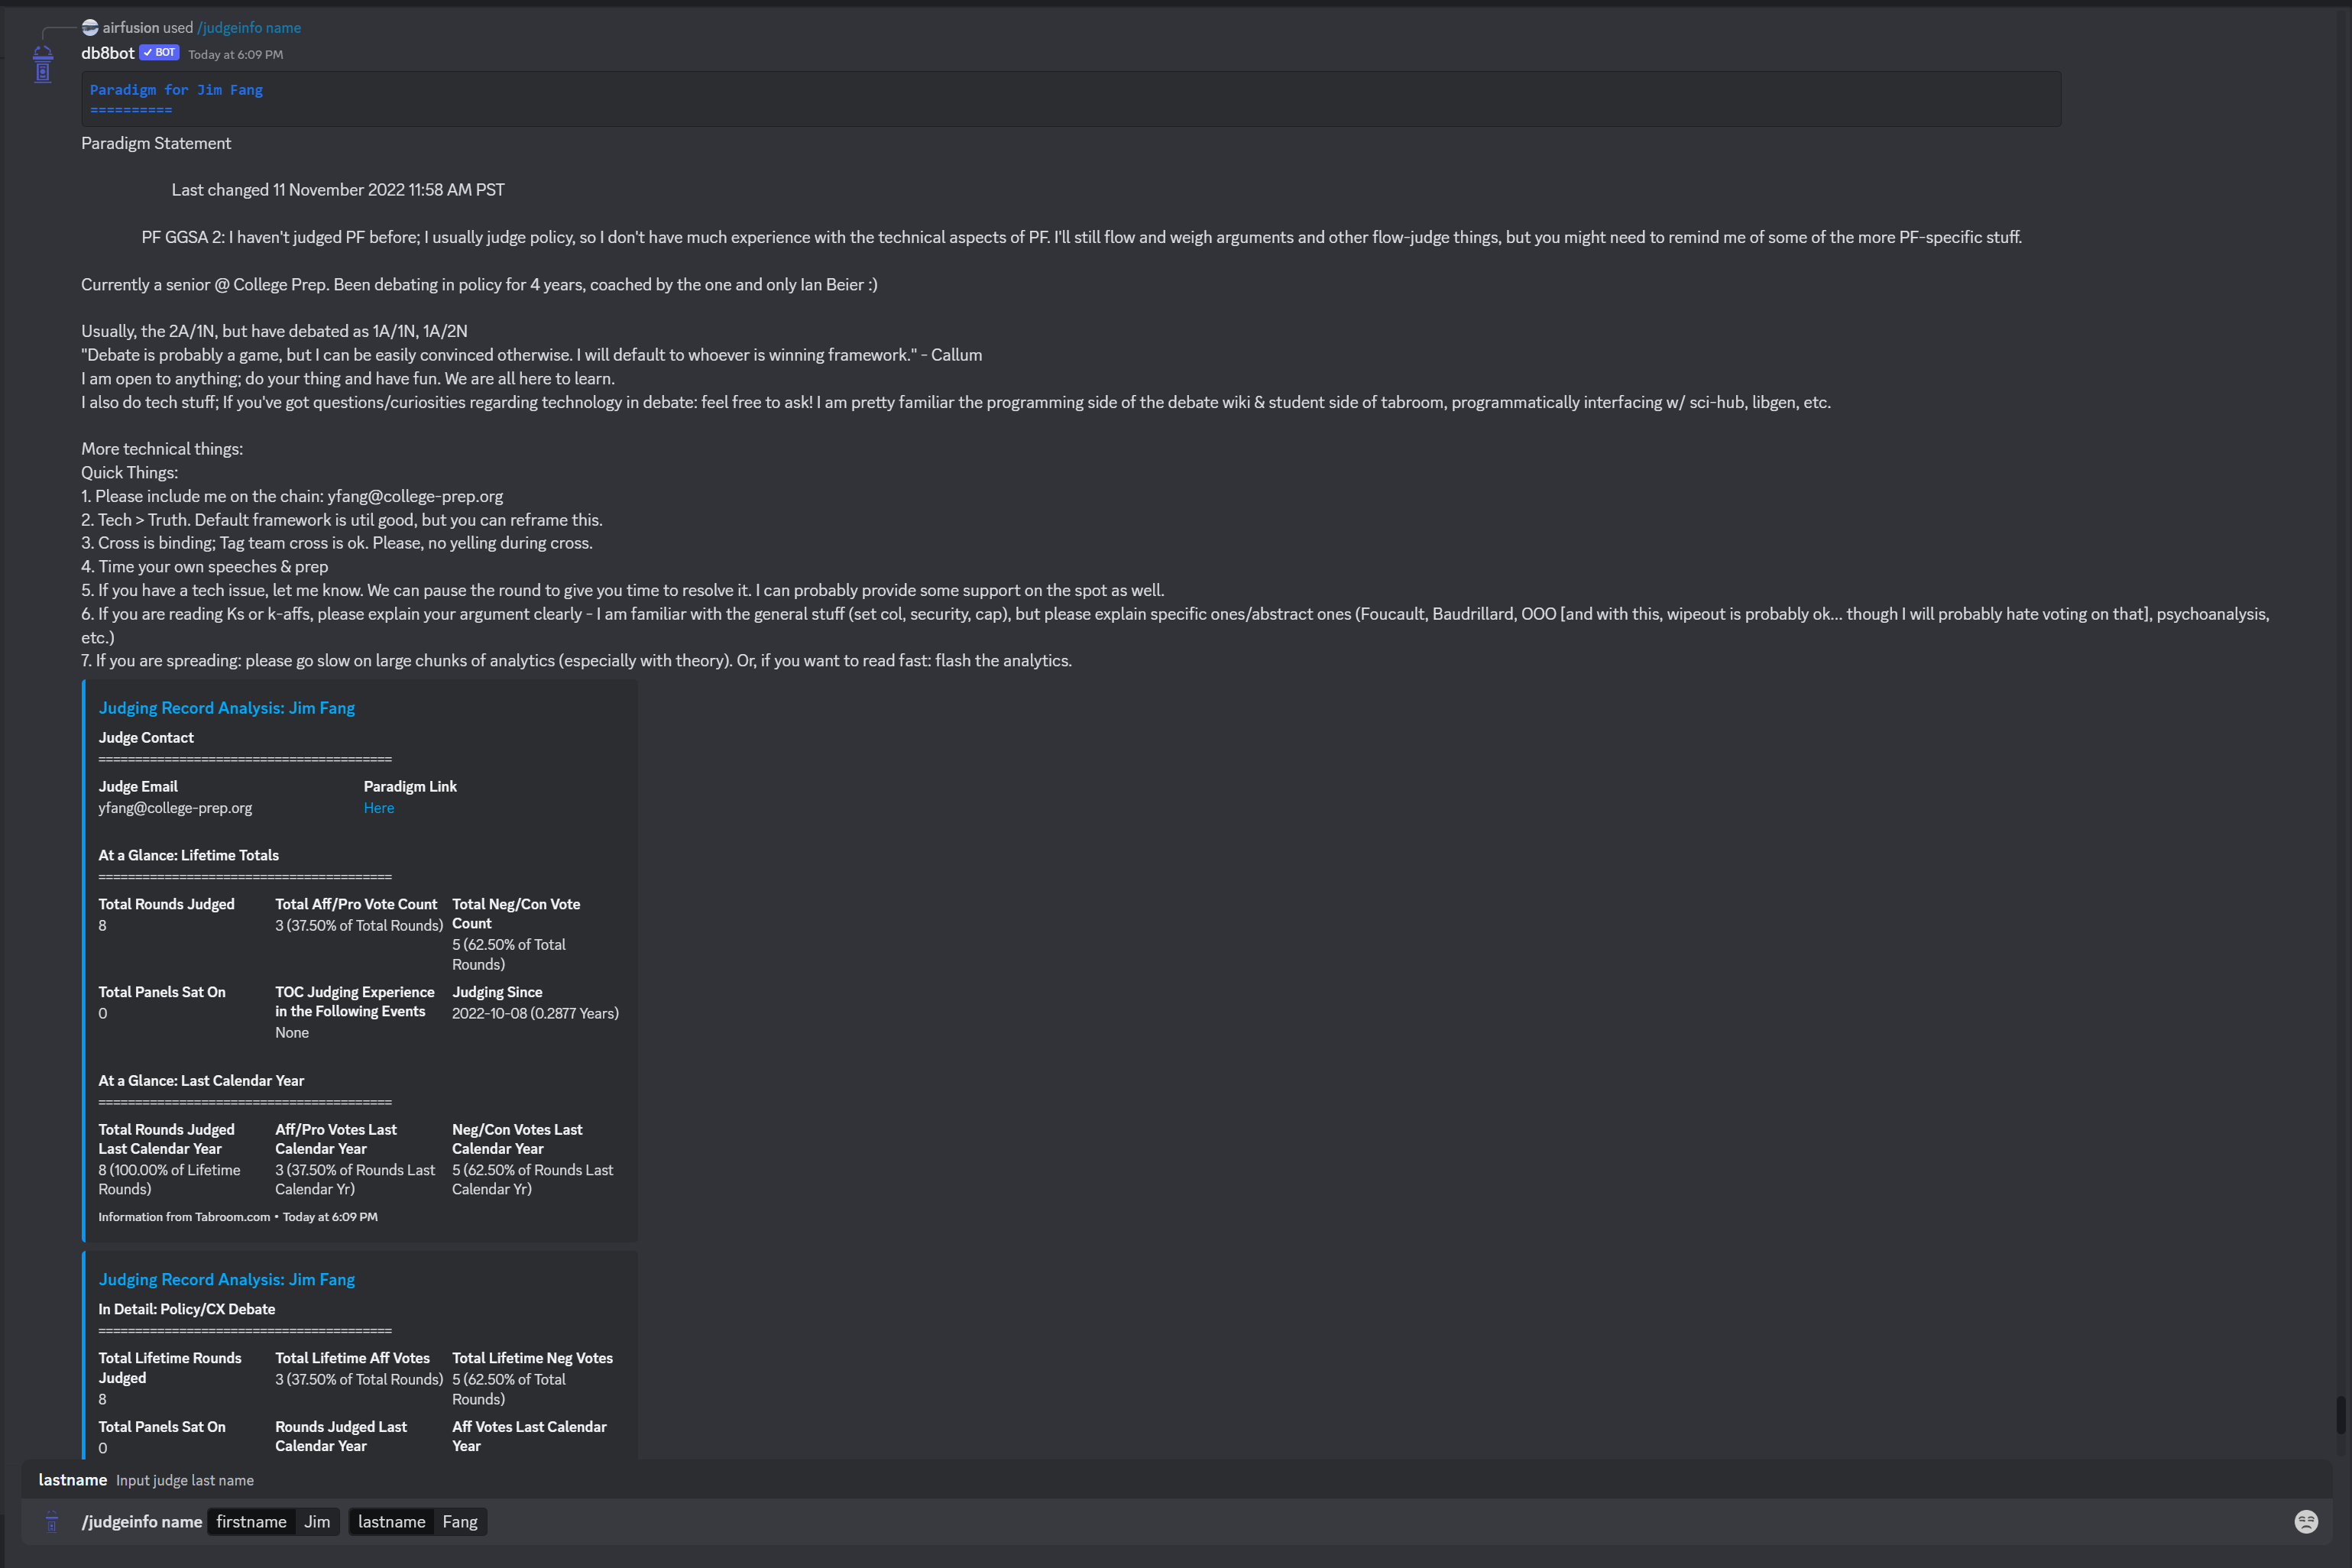 airfusion used /judgeinfo name
db8bot ✓ BOT Today at 6:09 PM
Paradigm for Jim Fang
==========
Paradigm Statement
Last changed 11 November 2022 11:58 AM PST
PF GGSA 2: I haven't judged PF before; I usually judge policy, so I don't have much experience with the technical aspects of PF. I'll still flow and weigh arguments and other flow-judge things, but you might need to remind me of some of the more PF-specific stuff.
Currently a senior @ College Prep. Been debating in policy for 4 years, coached by the one and only Ian Beier :)
Usually, the 2A/1N, but have debated as 1A/1N, 1A/2N
"Debate is probably a game, but I can be easily convinced otherwise. I will default to whoever is winning framework." - Callum
I am open to anything; do your thing and have fun. We are all here to learn.
I also do tech stuff; If you've got questions/curiosities regarding technology in debate: feel free to ask! I am pretty familiar the programming side of the debate wiki & student side of tabroom, programmatically interfacing w/ sci-hub, libgen, etc.
More technical things:
Quick Things:
1. Please include me on the chain: yfang@college-prep.org
2. Tech > Truth. Default framework is util good, but you can reframe this.
3. Cross is binding; Tag team cross is ok. Please, no yelling during cross.
4. Time your own speeches & prep
5. If you have a tech issue, let me know. We can pause the round to give you time to resolve it. I can probably provide some support on the spot as well.
6. If you are reading Ks or k-affs, please explain your argument clearly - I am familiar with the general stuff (set col, security, cap), but please explain specific ones/abstract ones (Foucault, Baudrillard, OOO [and with this, wipeout is probably ok... though I will probably hate voting on that], psychoanalysis,
etc.)
7. If you are spreading: please go slow on large chunks of analytics (especially with theory). Or, if you want to read fast: flash the analytics.
Judging Record Analysis: Jim Fang
Judge Contact
========================================
Judge Email Paradigm Link
yfang@college-prep.org Here
At a Glance: Lifetime Totals
========================================
Total Rounds Judged
8
Total Aff/Pro Vote Count
3 (37.50% of Total Rounds)
Total Neg/Con Vote
Count
5 (62.50% of Total
Rounds)
Total Panels Sat On
0
TOC Judging Experience
in the Following Events
None
Judging Since
2022-10-08 (0.2877 Years)
At a Glance: Last Calendar Year
========================================
Total Rounds Judged
Last Calendar Year
8 (100.00% of Lifetime
Rounds)
Aff/Pro Votes Last
Calendar Year
3 (37.50% of Rounds Last
Calendar Yr)
Neg/Con Votes Last
Calendar Year
5 (62.50% of Rounds Last
Calendar Yr)
Information from Tabroom.com • Today at 6:09 PM
Judging Record Analysis: Jim Fang
In Detail: Policy/CX Debate
========================================
Total Lifetime Rounds
Judged
8
Total Lifetime Aff Votes
3 (37.50% of Total Rounds)
Total Lifetime Neg Votes
5 (62.50% of Total
Rounds)
Total Panels Sat On
0
Rounds Judged Last
Calendar Year
Aff Votes Last Calendar
Year
lastname Input judge last name
/judgeinfo name firstname Jim lastname Fang